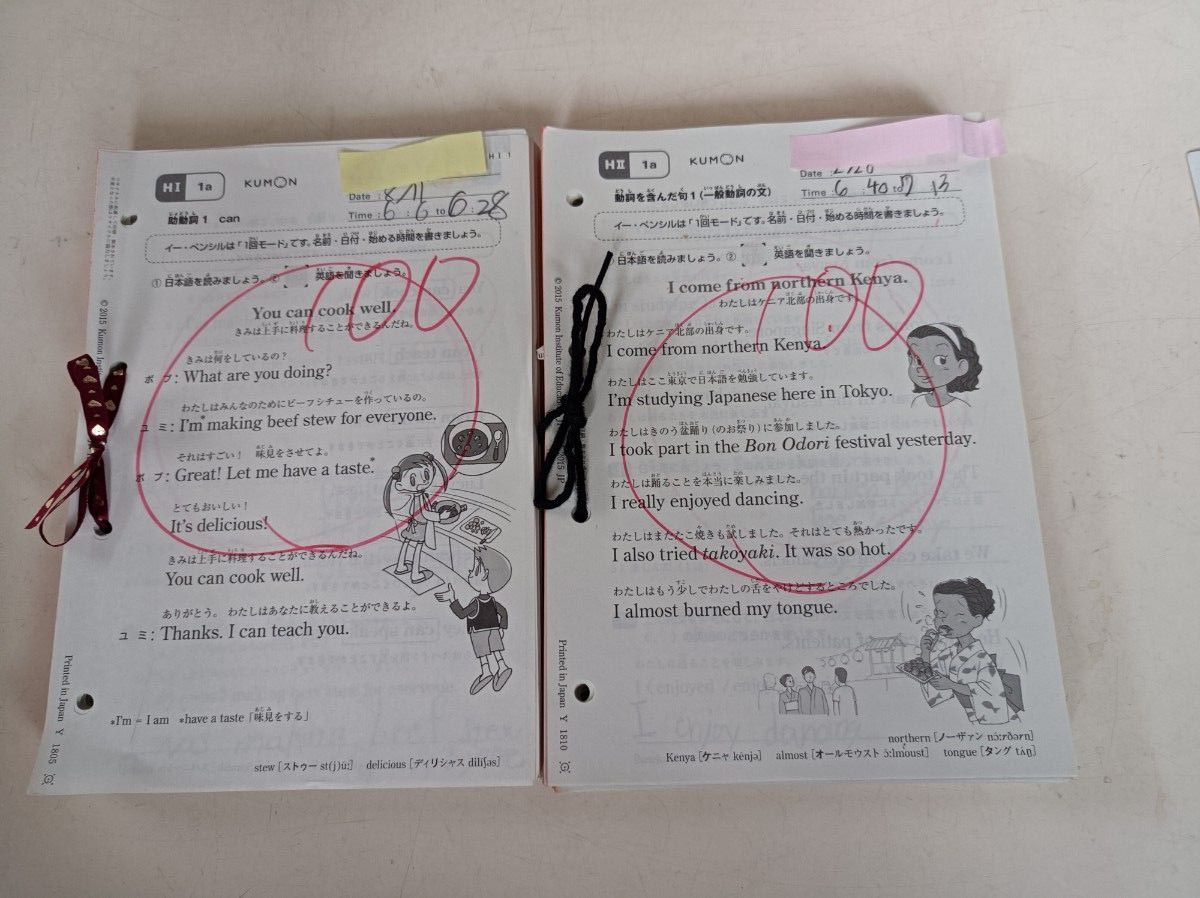 HI 1a KUMON
HI 1
Date : 8/1
Time : 6 : 6 to 6:28
助動詞 1 can
イー・ペンシルは「1回モード」です。名前・日付・始める時間を書きましょう。
① 日本語を読みましょう。② 英語を聞きましょう。
100
You can cook well.
きみは上手に料理することができるんだね。
きみは何をしているの?
ボ ブ : What are you doing?
わたしはみんなのためにビーフシチューを作っているの。
ユ ミ : I'm* making beef stew for everyone.
それはすごい! 味見をさせてよ。
ボ ブ : Great! Let me have a taste.*
とてもおいしい!
It's delicious!
きみは上手に料理することができるんだね。
You can cook well.
ありがとう。わたしはあなたに教えることができるよ。
ユ ミ : Thanks. I can teach you.
*I'm = I am *have a taste「味見をする」
stew [ストゥー st(j)úː] delicious [ディリシャス dilíʃəs]
Printed in Japan Y 1805
HII 1a KUMON
Date
Time 6 : 40 to
動詞を含んだ句 1 (一般動詞の文)
イー・ペンシルは「1回モード」です。名前・日付・始める時間を書きましょう。
日本語を読みましょう。② 英語を聞きましょう。
100
I come from northern Kenya.
わたしはケニア北部の出身です
わたしはケニア北部の出身です。
I come from northern Kenya.
わたしはここ東京で日本語を勉強しています。
I'm studying Japanese here in Tokyo.
わたしはきのう盆踊り(のお祭り)に参加しました。
I took part in the Bon Odori festival yesterday.
わたしは踊ることを本当に楽しみました。
I really enjoyed dancing.
わたしはまたたこ焼きも試しました。それはとても熱かったです。
I also tried takoyaki. It was so hot.
わたしはもう少しでわたしの舌をやけどするところでした。
I almost burned my tongue.
northern [ノーザァン nɔ́ːrðərn]
Kenya [ケニャ kénjə] almost [オールモウスト ɔ́ːlmoust] tongue [タング tʌ́ŋ]
Printed in Japan Y 1810